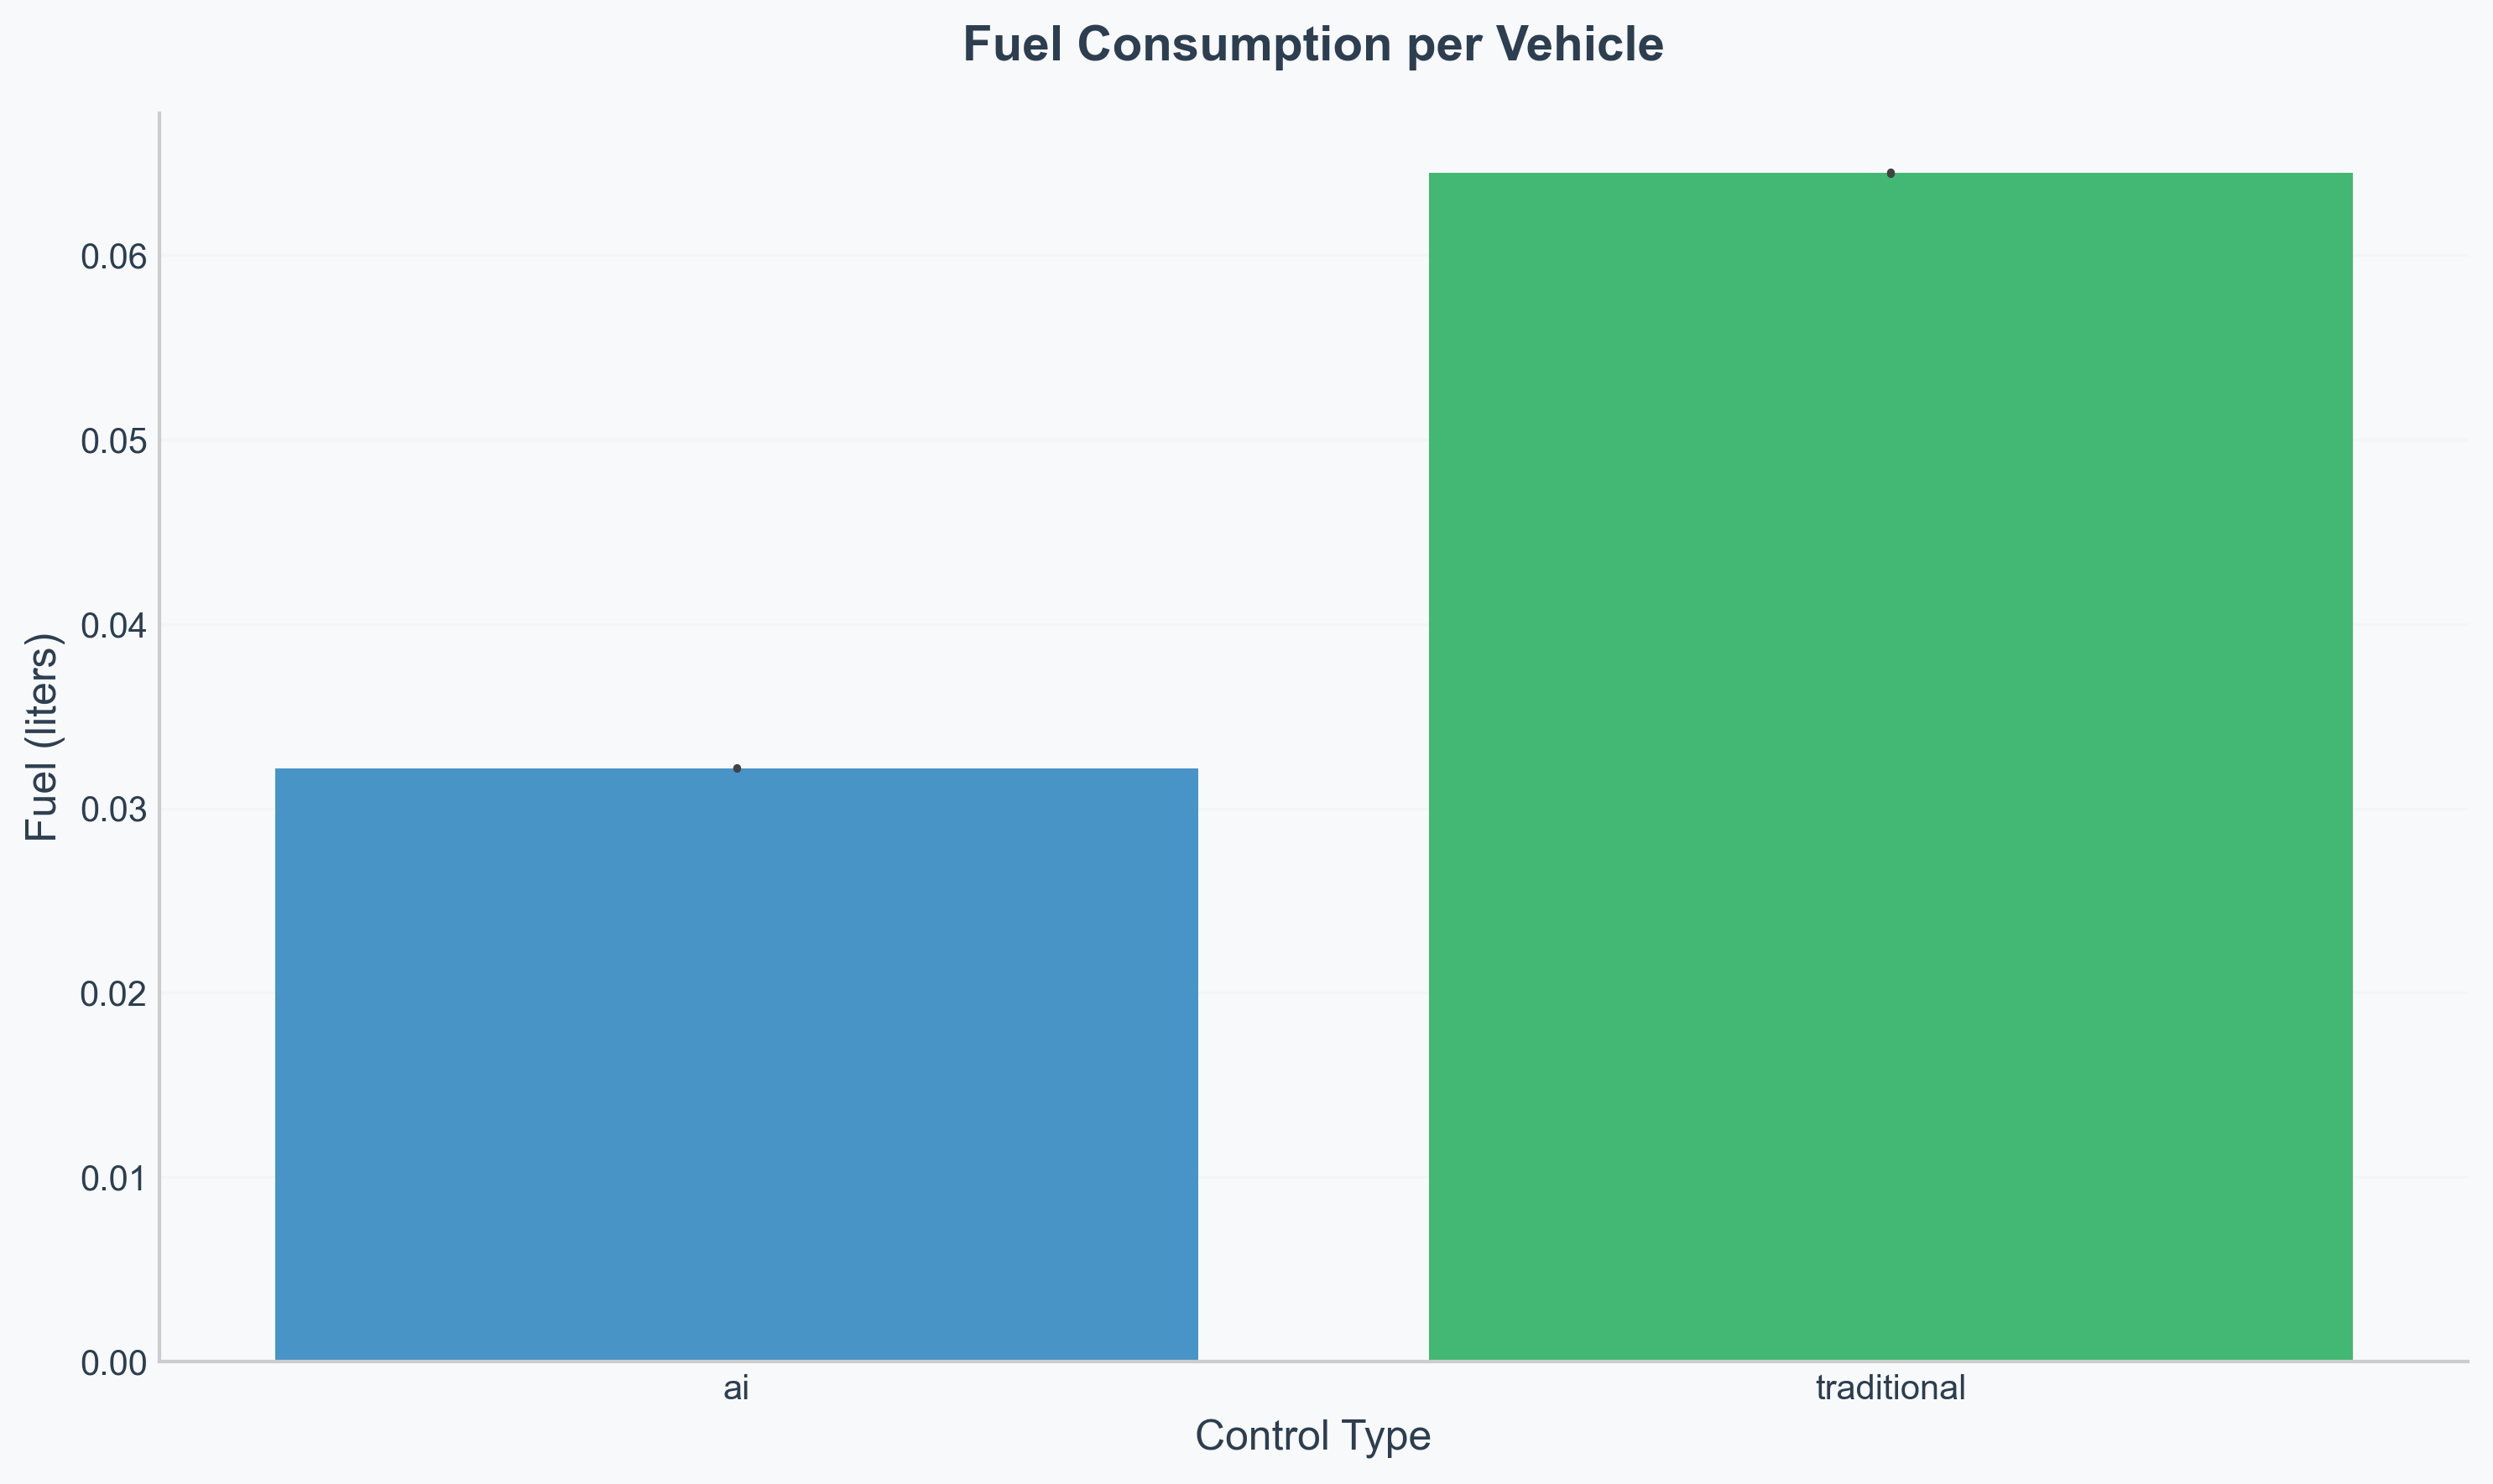 Fuel Consumption per Vehicle
Fuel (liters)
0.06
0.05
0.04
0.03
0.02
0.01
0.00
ai
traditional
Control Type